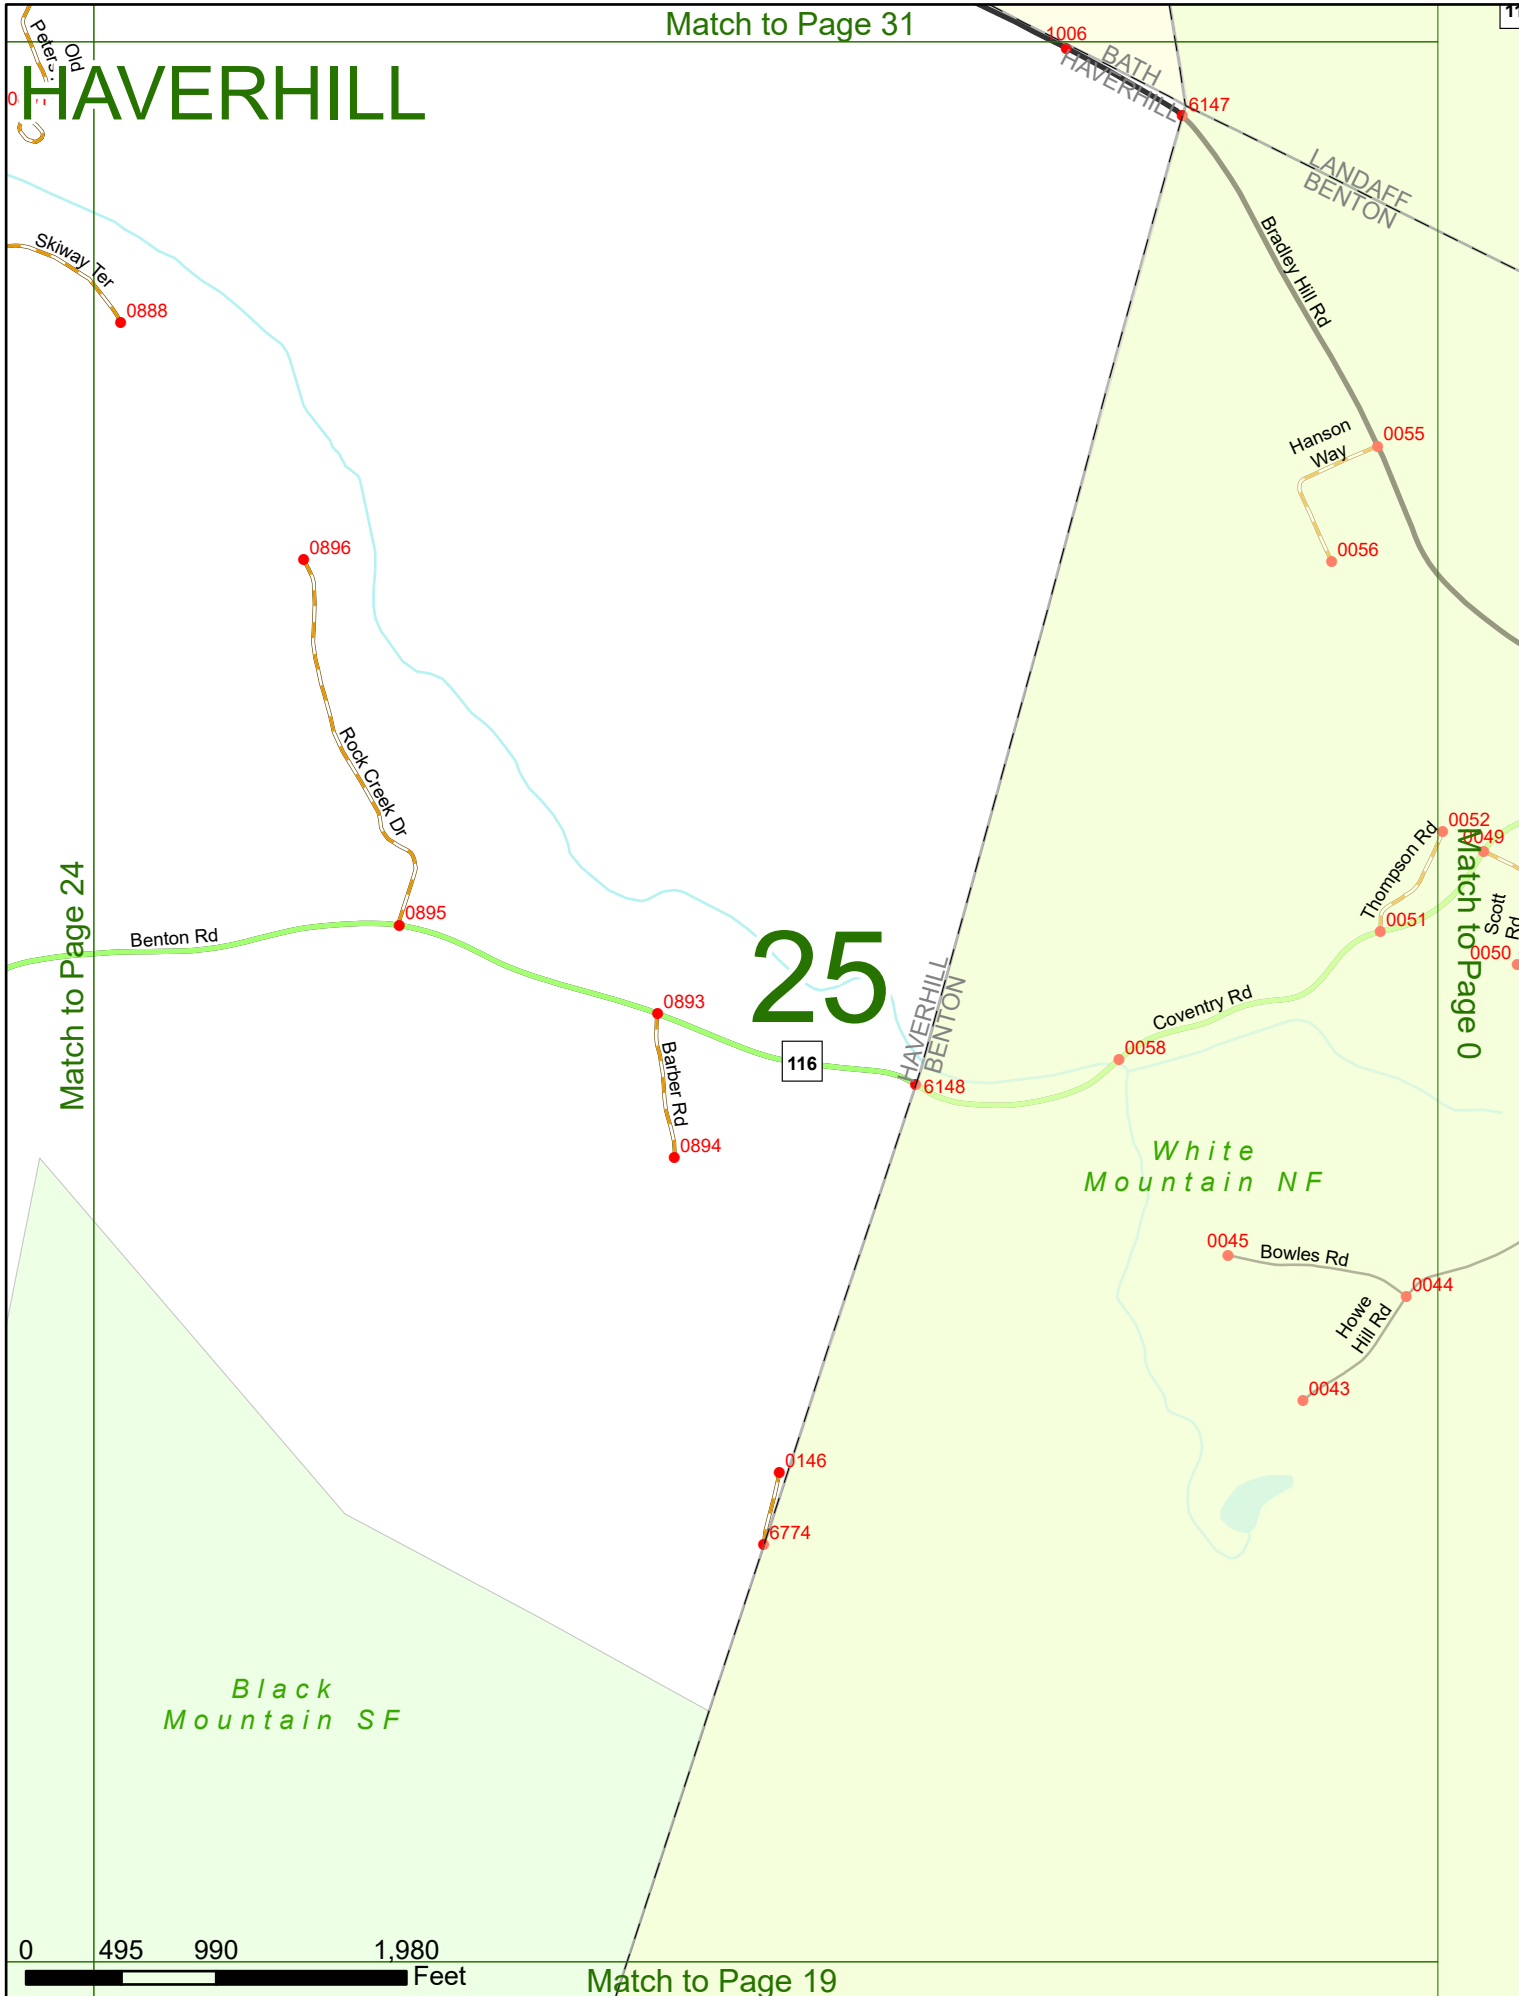 Match to Page 31
11
Old
Peters
HAVERHILL
1006
BATH
HAVERHILL
6147
LANDAFF
BENTON
Skiway Ter
0888
Bradley Hill Rd
Hanson
Way
0055
0056
0896
Rock Creek Dr
0895
Benton Rd
Match to Page 24
25
0893
Barber Rd
0894
116
HAVERHILL
BENTON
6148
0058
Coventry Rd
Thompson Rd
0052
0049
0051
Scott
Rd
0050
Match to Page 0
White
Mountain NF
0045
Bowles Rd
0044
Howe
Hill Rd
0043
0146
6774
Black
Mountain SF
0 495 990 1,980
Feet
Match to Page 19